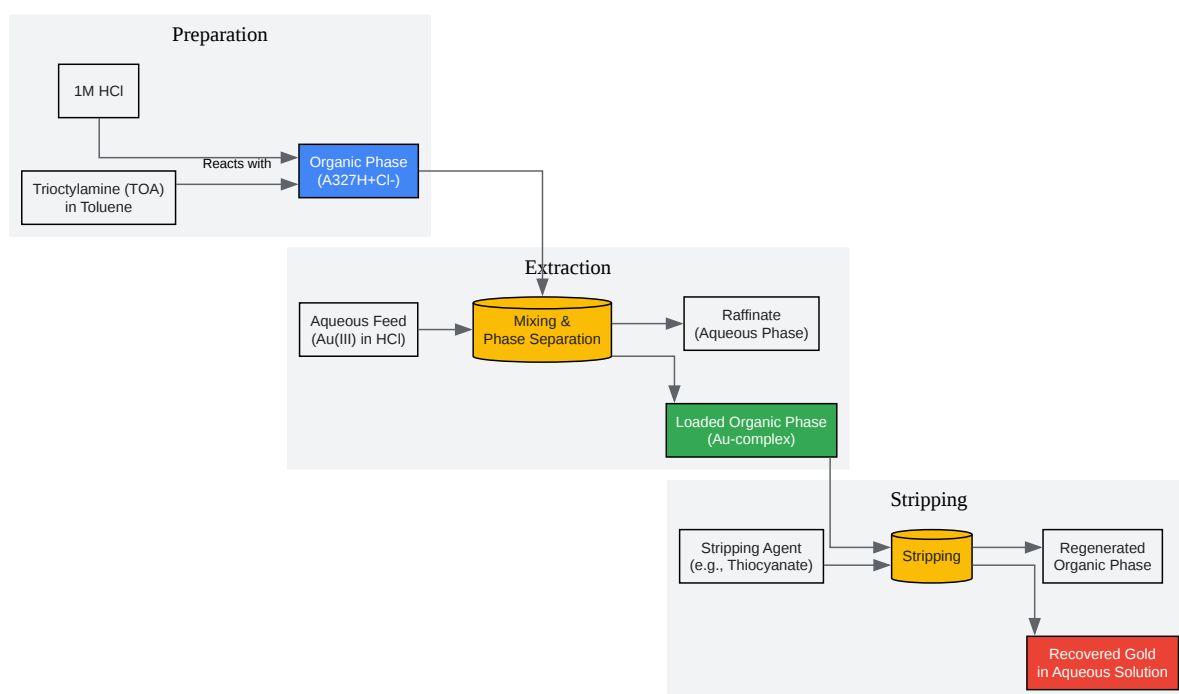 Preparation
1M HCl
Reacts with
Trioctylamine (TOA)
in Toluene
Organic Phase
(A327H+Cl-)
Extraction
Aqueous Feed
(Au(III) in HCl)
Mixing &
Phase Separation
Raffinate
(Aqueous Phase)
Loaded Organic Phase
(Au-complex)
Stripping
Stripping Agent
(e.g., Thiocyanate)
Stripping
Regenerated
Organic Phase
Recovered Gold
in Aqueous Solution